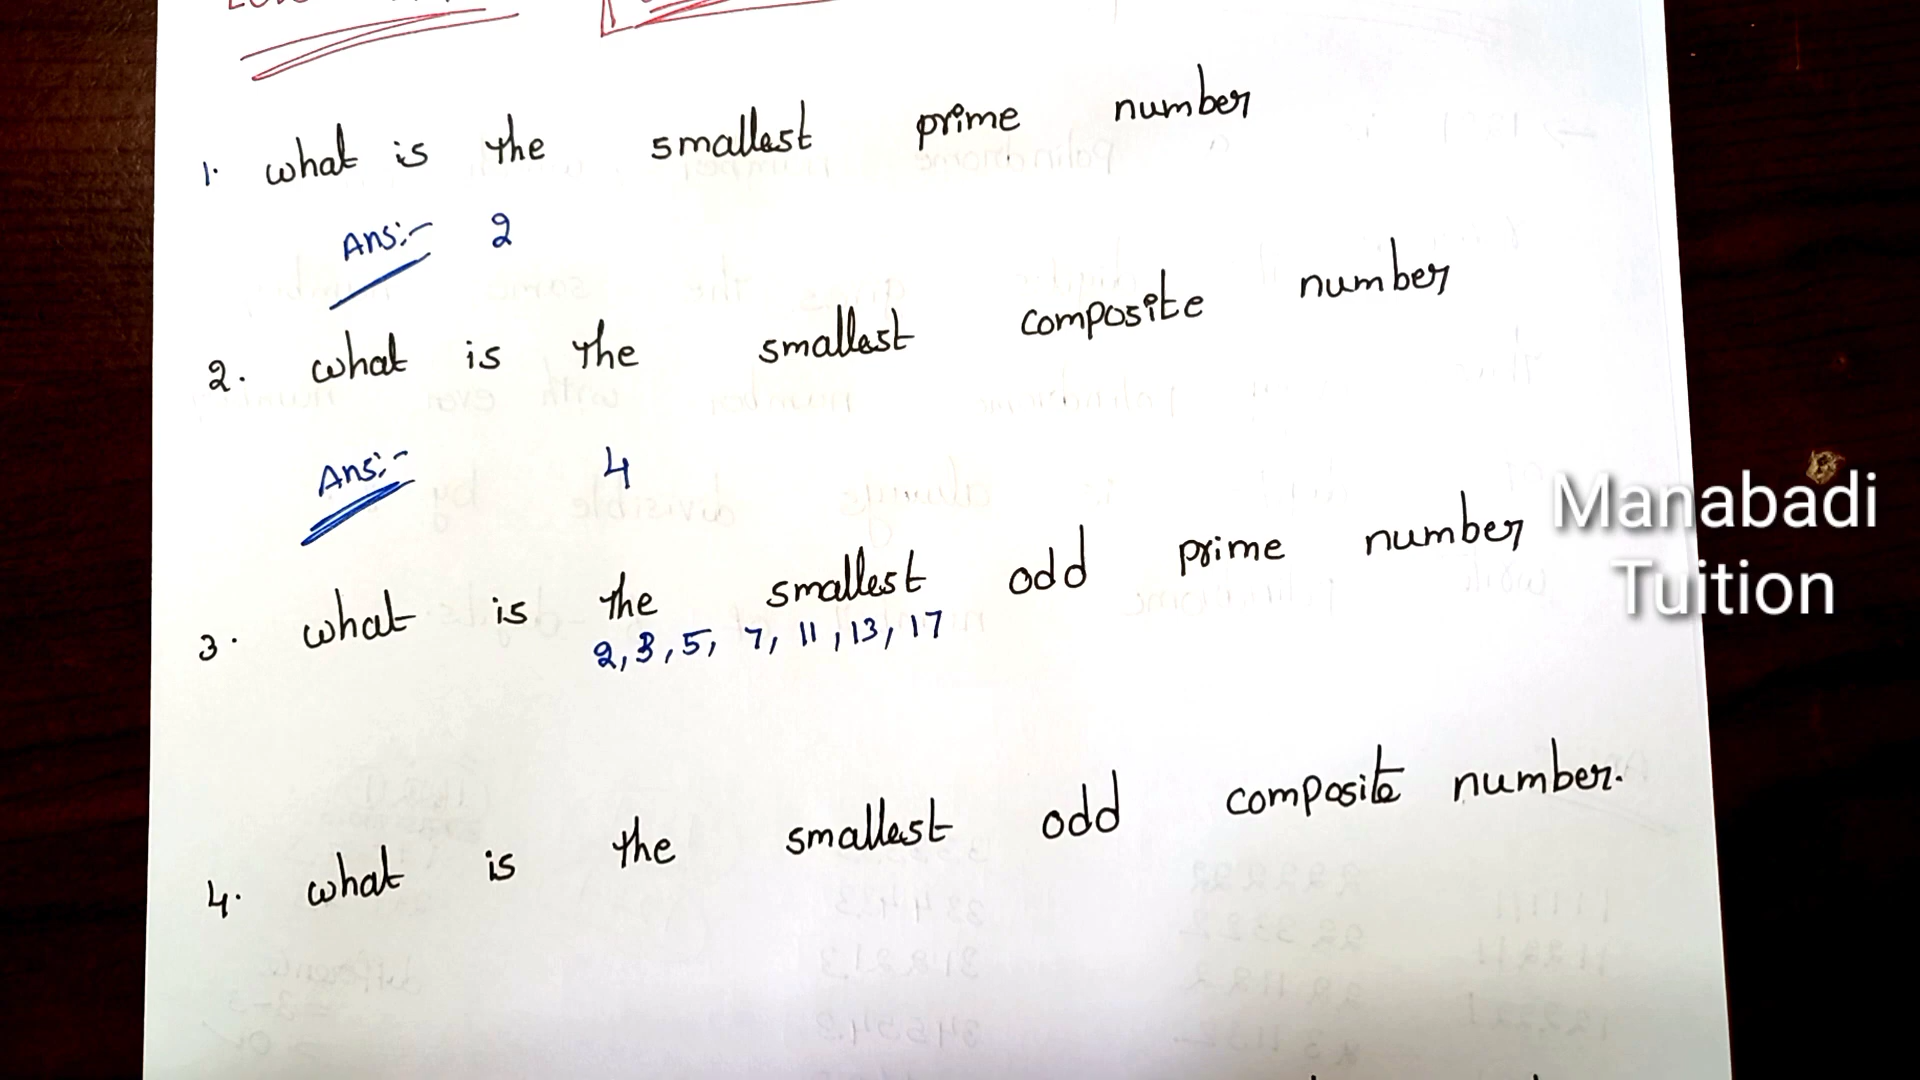 1. what is the smallest prime number
Ans:- 2
2. what is the smallest composite number
Ans:- 4
3. what is the smallest odd prime number
2, 3, 5, 7, 11, 13, 17
4. what is the smallest odd composite number.
Manabadi
Tuition